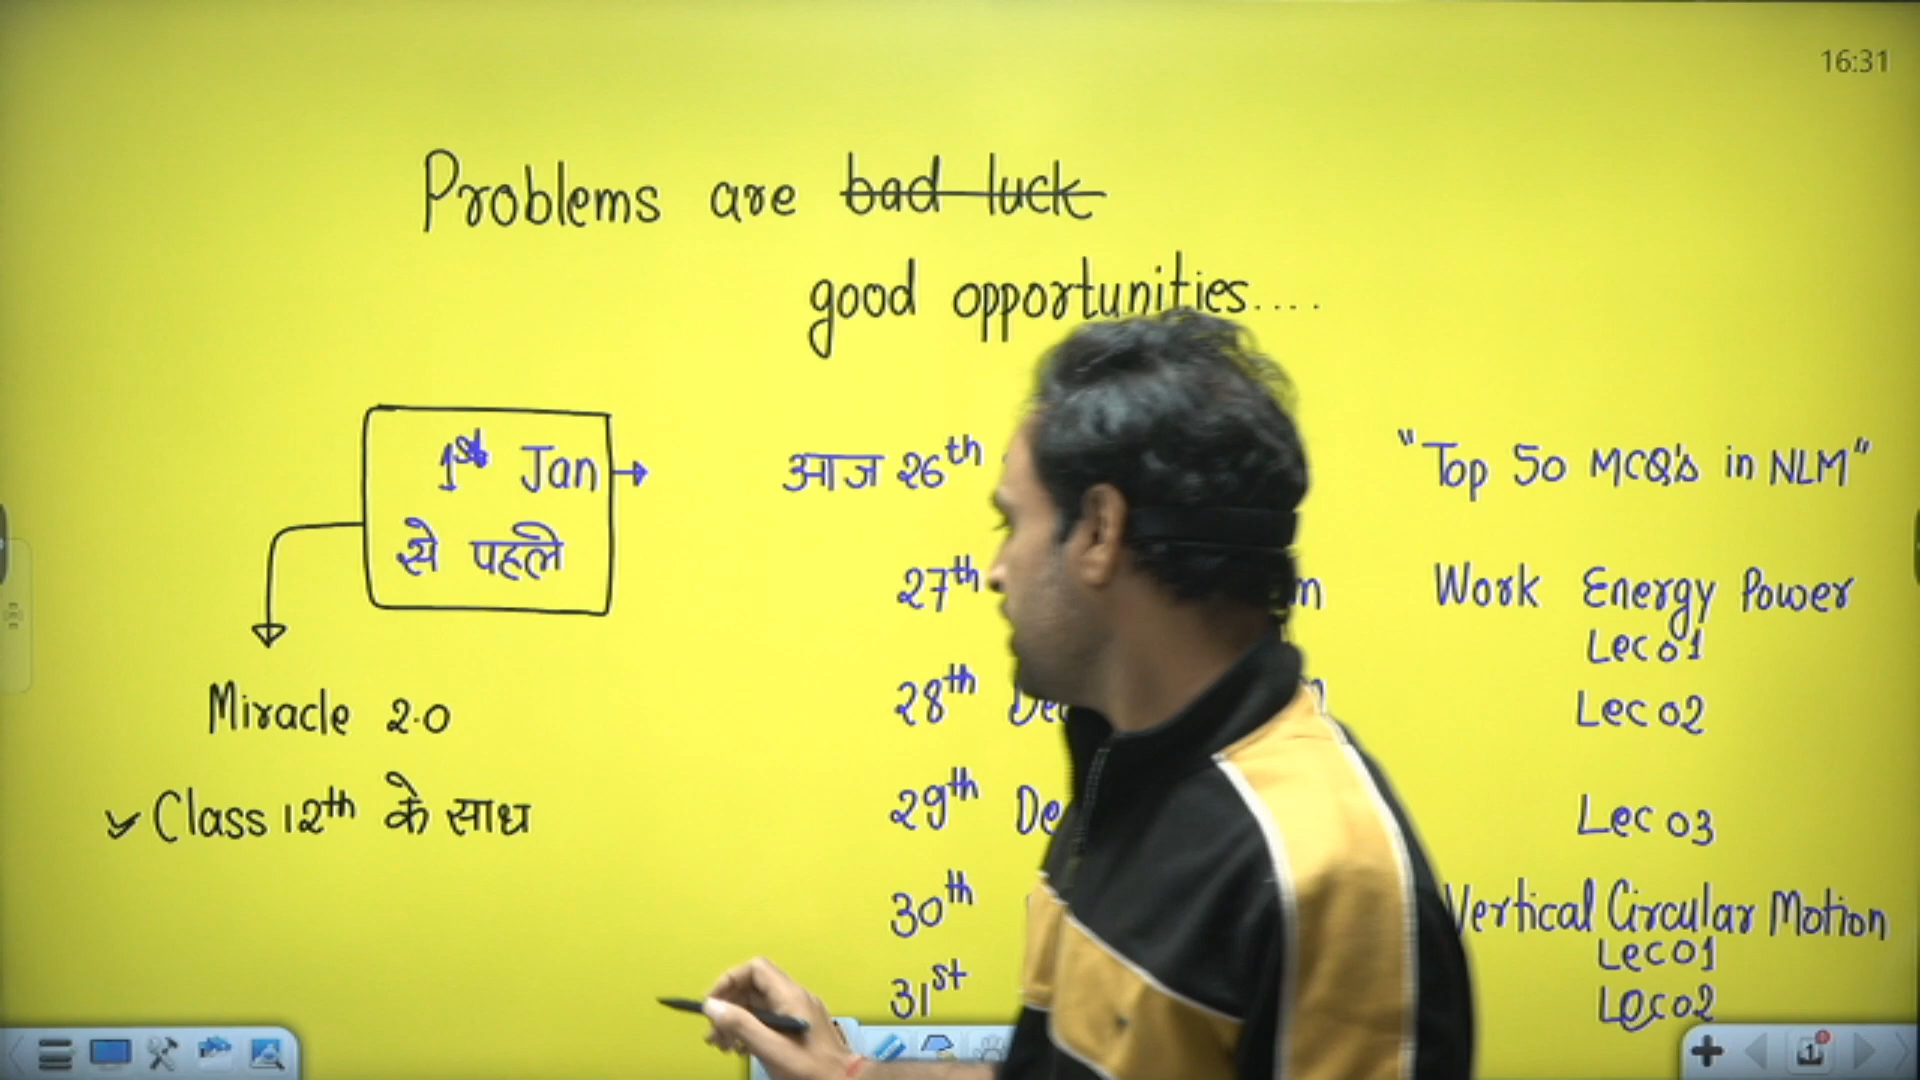 16:31
Problems are bad luck
good opportunities....
1st Jan
से पहले
Miracle 2.0
Class 12th के साथ
आज 26th "Top 50 MCQ's in NLM"
27th Work Energy Power
Lec 01
28th Lec 02
29th Lec 03
30th Vertical Circular Motion
Lec 01
31st Lec 02